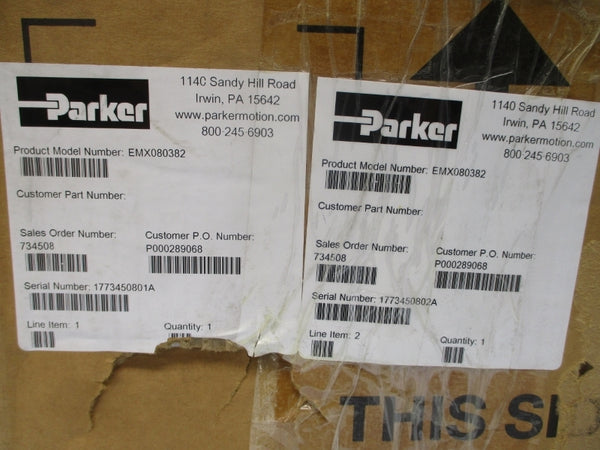 Parker
1140 Sandy Hill Road
Irwin, PA 15642
www.parkermotion.com
800-245-6903
Product Model Number: EMX080382
Customer Part Number:
Sales Order Number:
734508
Customer P.O. Number:
P000289068
Serial Number: 1773450801A
Line Item: 1
Quantity: 1
Parker
1140 Sandy Hill Road
Irwin, PA 15642
www.parkermotion.com
800-245-6903
Product Model Number: EMX080382
Customer Part Number:
Sales Order Number:
734508
Customer P.O. Number:
P000289068
Serial Number: 1773450802A
Line Item: 2
Quantity: 1
THIS